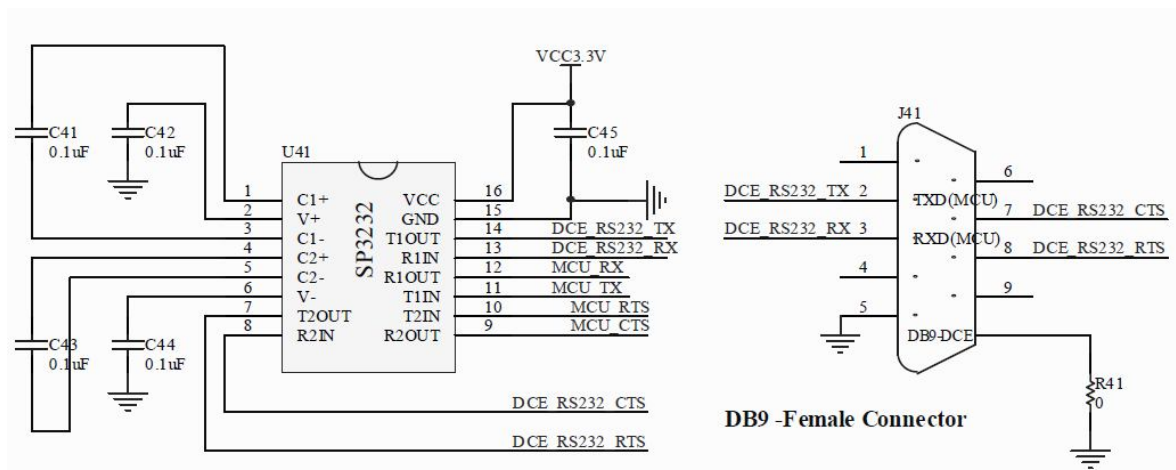 VCC3.3V
C41
0.1uF
C42
0.1uF
C45
0.1uF
U41
SP3232
1 C1+ VCC 16
2 V+ GND 15
3 C1- T1OUT 14 DCE_RS232_TX
4 C2+ R1IN 13 DCE_RS232_RX
5 C2- R1OUT 12 MCU_RX
6 V- T1IN 11 MCU_TX
7 T2OUT T2IN 10 MCU_RTS
8 R2IN R2OUT 9 MCU_CTS
C43
0.1uF
C44
0.1uF
DCE_RS232_CTS
DCE_RS232_RTS
J41
1
6
DCE_RS232_TX 2 TXD(MCU)
7 DCE_RS232_CTS
DCE_RS232_RX 3 RXD(MCU)
8 DCE_RS232_RTS
4
9
5
DB9-DCE
R41
0
DB9 -Female Connector